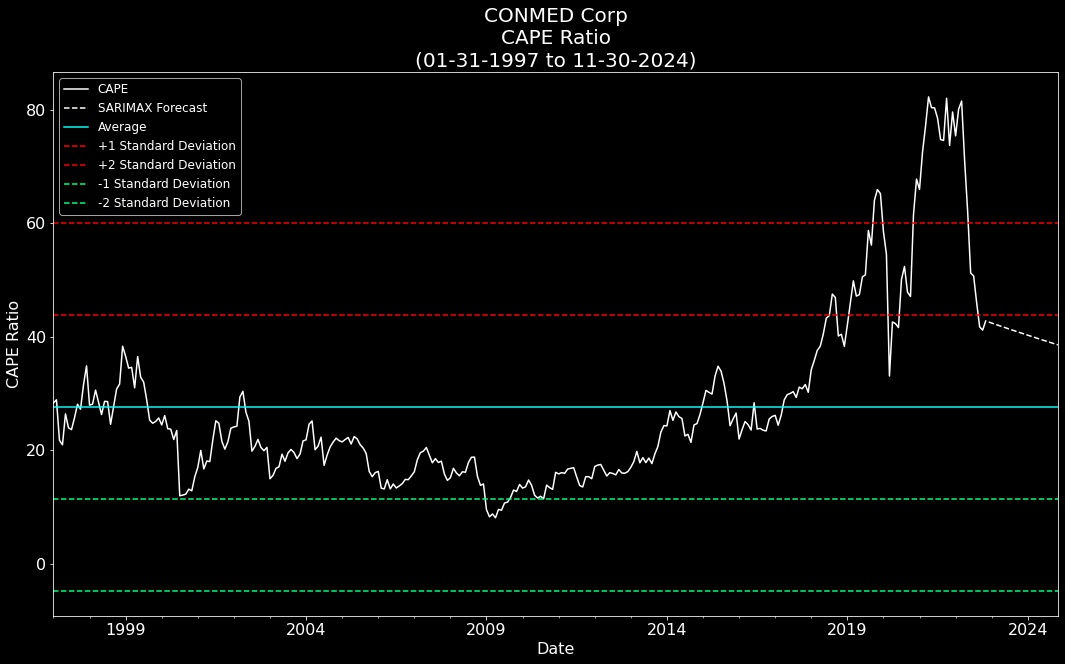 CONMED Corp
CAPE Ratio
(01-31-1997 to 11-30-2024)
CAPE
SARIMAX Forecast
Average
+1 Standard Deviation
+2 Standard Deviation
-1 Standard Deviation
-2 Standard Deviation
80
60
40
20
0
CAPE Ratio
1999 2004 2009 2014 2019 2024
Date